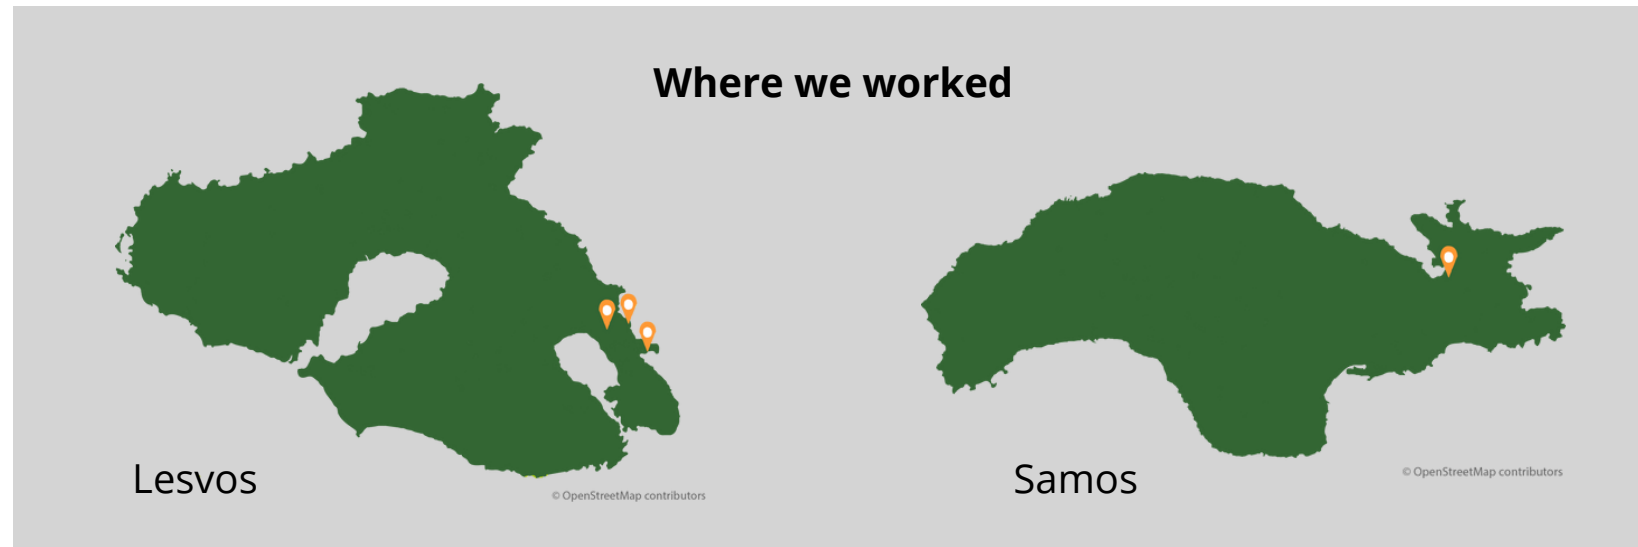 Where we worked
Lesvos
© OpenStreetMap contributors
Samos
© OpenStreetMap contributors